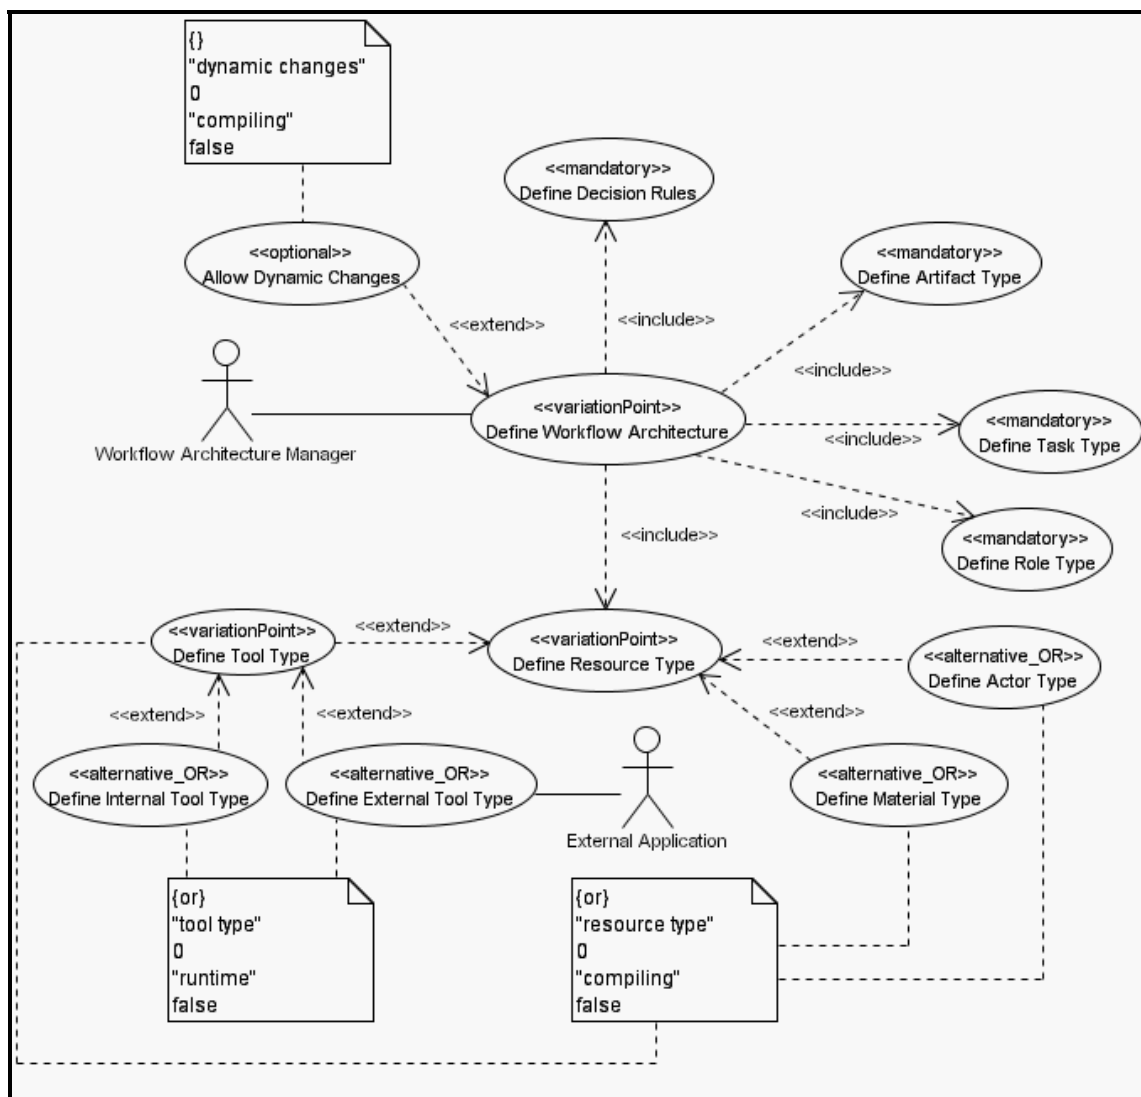 {}
"dynamic changes"
0
"compiling"
false
<<mandatory>>
Define Decision Rules
<<optional>>
Allow Dynamic Changes
<<mandatory>>
Define Artifact Type
<<extend>>
<<include>>
<<include>>
<<variationPoint>>
Define Workflow Architecture
<<mandatory>>
Define Task Type
<<include>>
Workflow Architecture Manager
<<include>>
<<include>>
<<mandatory>>
Define Role Type
<<variationPoint>>
Define Tool Type
<<extend>>
<<variationPoint>>
Define Resource Type
<<extend>>
<<alternative_OR>>
Define Actor Type
<<extend>>
<<extend>>
<<extend>>
<<alternative_OR>>
Define Internal Tool Type
<<alternative_OR>>
Define External Tool Type
<<alternative_OR>>
Define Material Type
External Application
{or}
"tool type"
0
"runtime"
false
{or}
"resource type"
0
"compiling"
false